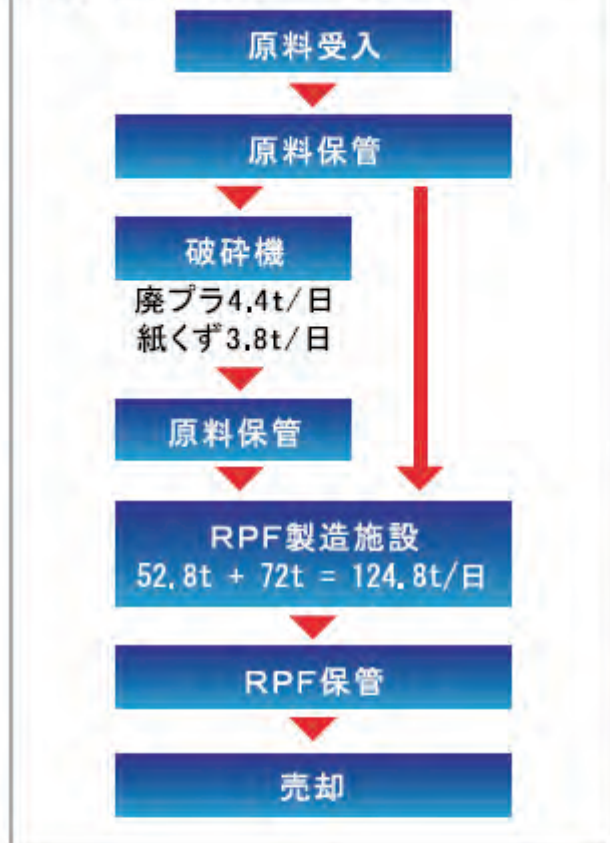 原料受入
原料保管
破砕機
廃プラ4.4t/日
紙くず3.8t/日
原料保管
RPF製造施設
52.8t + 72t = 124.8t/日
RPF保管
売却